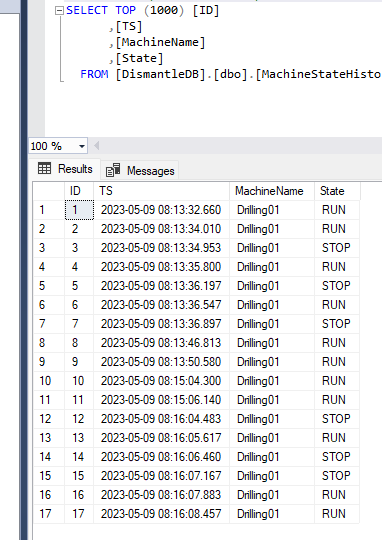 SELECT TOP (1000) [ID]
,[TS]
,[MachineName]
,[State]
FROM [DismantleDB].[dbo].[MachineStateHisto
100 %
Results Messages
ID TS MachineName State
1 1 2023-05-09 08:13:32.660 Drilling01 RUN
2 2 2023-05-09 08:13:34.010 Drilling01 RUN
3 3 2023-05-09 08:13:34.953 Drilling01 STOP
4 4 2023-05-09 08:13:35.800 Drilling01 RUN
5 5 2023-05-09 08:13:36.197 Drilling01 STOP
6 6 2023-05-09 08:13:36.547 Drilling01 RUN
7 7 2023-05-09 08:13:36.897 Drilling01 STOP
8 8 2023-05-09 08:13:46.813 Drilling01 RUN
9 9 2023-05-09 08:13:50.580 Drilling01 RUN
10 10 2023-05-09 08:15:04.300 Drilling01 RUN
11 11 2023-05-09 08:15:06.140 Drilling01 RUN
12 12 2023-05-09 08:16:04.483 Drilling01 STOP
13 13 2023-05-09 08:16:05.617 Drilling01 RUN
14 14 2023-05-09 08:16:06.460 Drilling01 STOP
15 15 2023-05-09 08:16:07.167 Drilling01 STOP
16 16 2023-05-09 08:16:07.883 Drilling01 RUN
17 17 2023-05-09 08:16:08.457 Drilling01 RUN